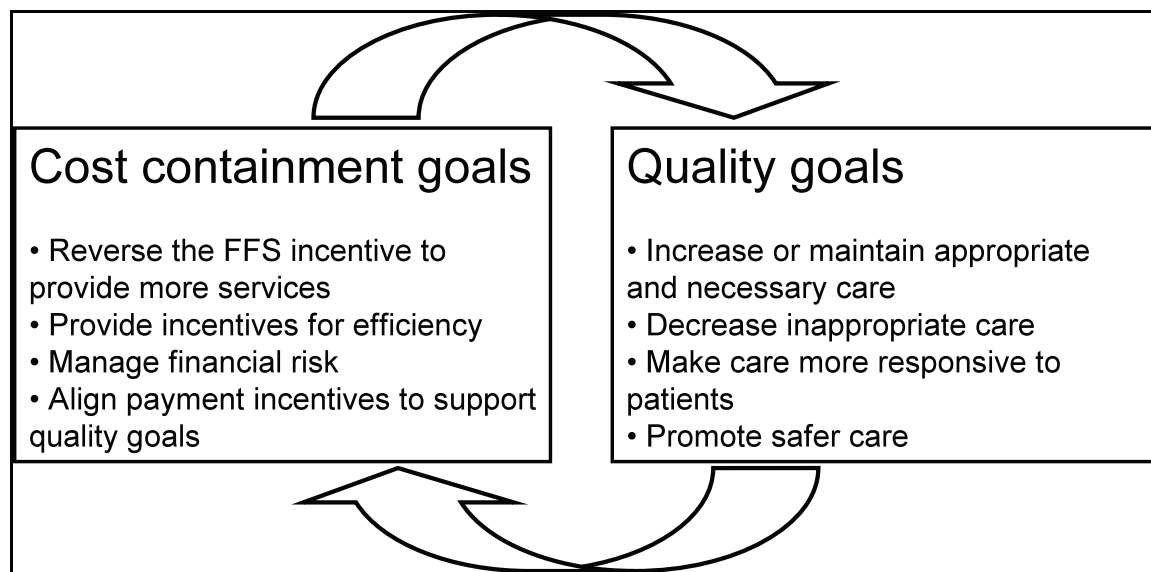 Cost containment goals
• Reverse the FFS incentive to
provide more services
• Provide incentives for efficiency
• Manage financial risk
• Align payment incentives to support
quality goals
Quality goals
• Increase or maintain appropriate
and necessary care
• Decrease inappropriate care
• Make care more responsive to
patients
• Promote safer care